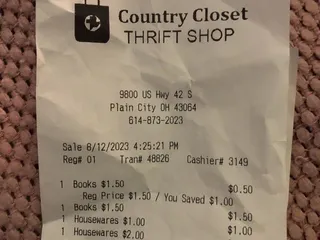 Country Closet
THRIFT SHOP
9800 US Hwy 42 S
Plain City OH 43064
614-873-2023
Sale 8/12/2023 4:25:21 PM
Reg# 01 Tran# 48826 Cashier# 3149
1 Books $1.50 $0.50
Reg Price $1.50 / You Saved $1.00
1 Books $1.50 $1.50
1 Housewares $1.00 $1.00
1 Housewares $2.00